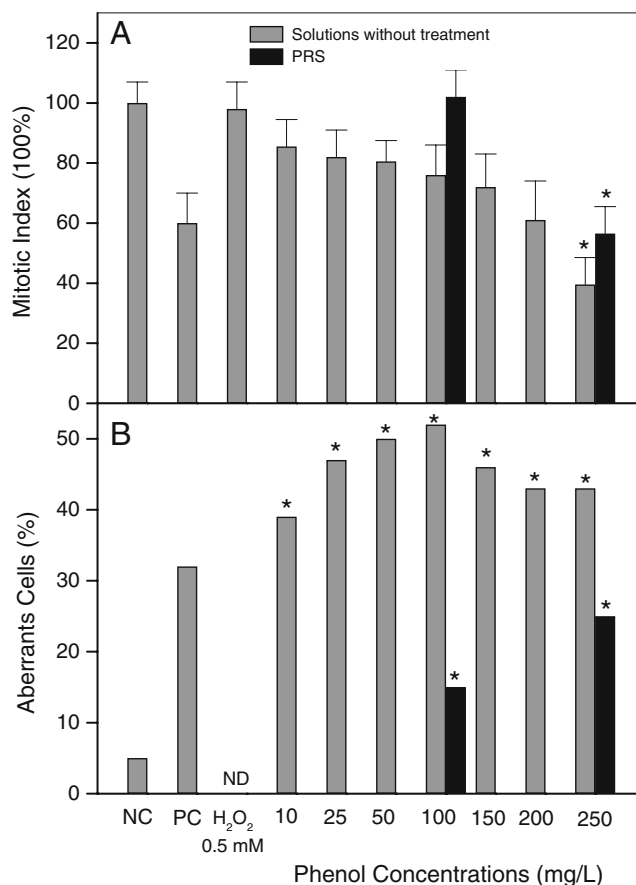 A
Solutions without treatment
PRS
120
100
80
60
40
20
0
Mitotic Index (100%)
* *
B
50
40
30
20
10
0
Aberrants Cells (%)
* * * * * * * * *
ND
NC PC H₂O₂ 10 25 50 100 150 200 250
0.5 mM
Phenol Concentrations (mg/L)